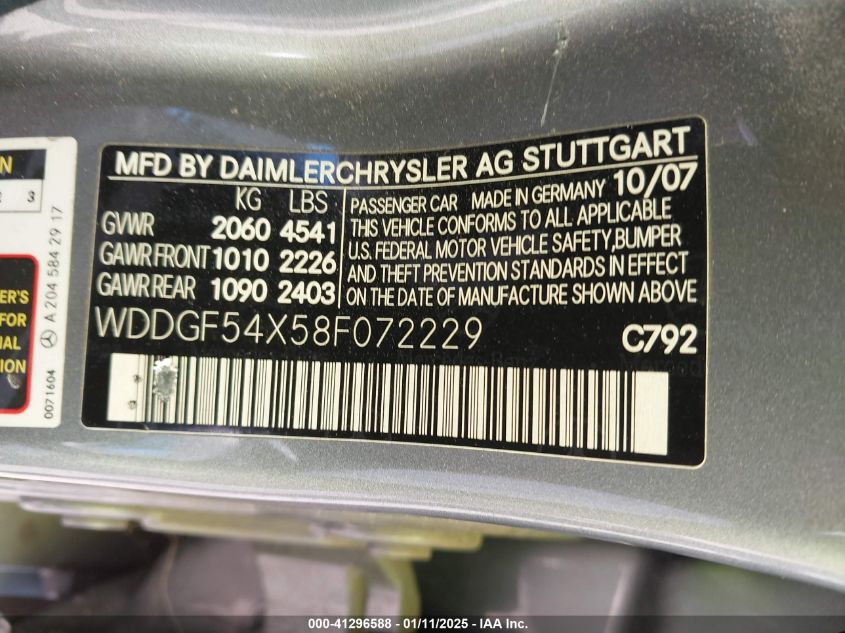 MFD BY DAIMLERCHRYSLER AG STUTTGART
KG LBS
GVWR 2060 4541
GAWR FRONT 1010 2226
GAWR REAR 1090 2403
PASSENGER CAR MADE IN GERMANY 10/07
THIS VEHICLE CONFORMS TO ALL APPLICABLE
U.S. FEDERAL MOTOR VEHICLE SAFETY, BUMPER
AND THEFT PREVENTION STANDARDS IN EFFECT
ON THE DATE OF MANUFACTURE SHOWN ABOVE
WDDGF54X58F072229 C792
3
FOR
A 204 584 29 17
0071604
000-41296588 - 01/11/2025 - IAA Inc.